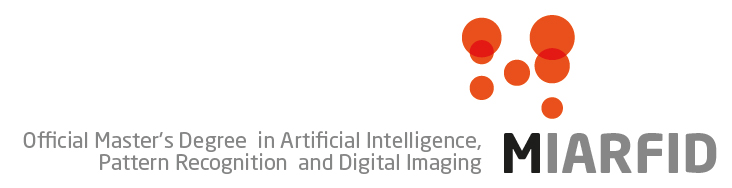 Official Master's Degree in Artificial Intelligence,
Pattern Recognition and Digital Imaging
MIARFID